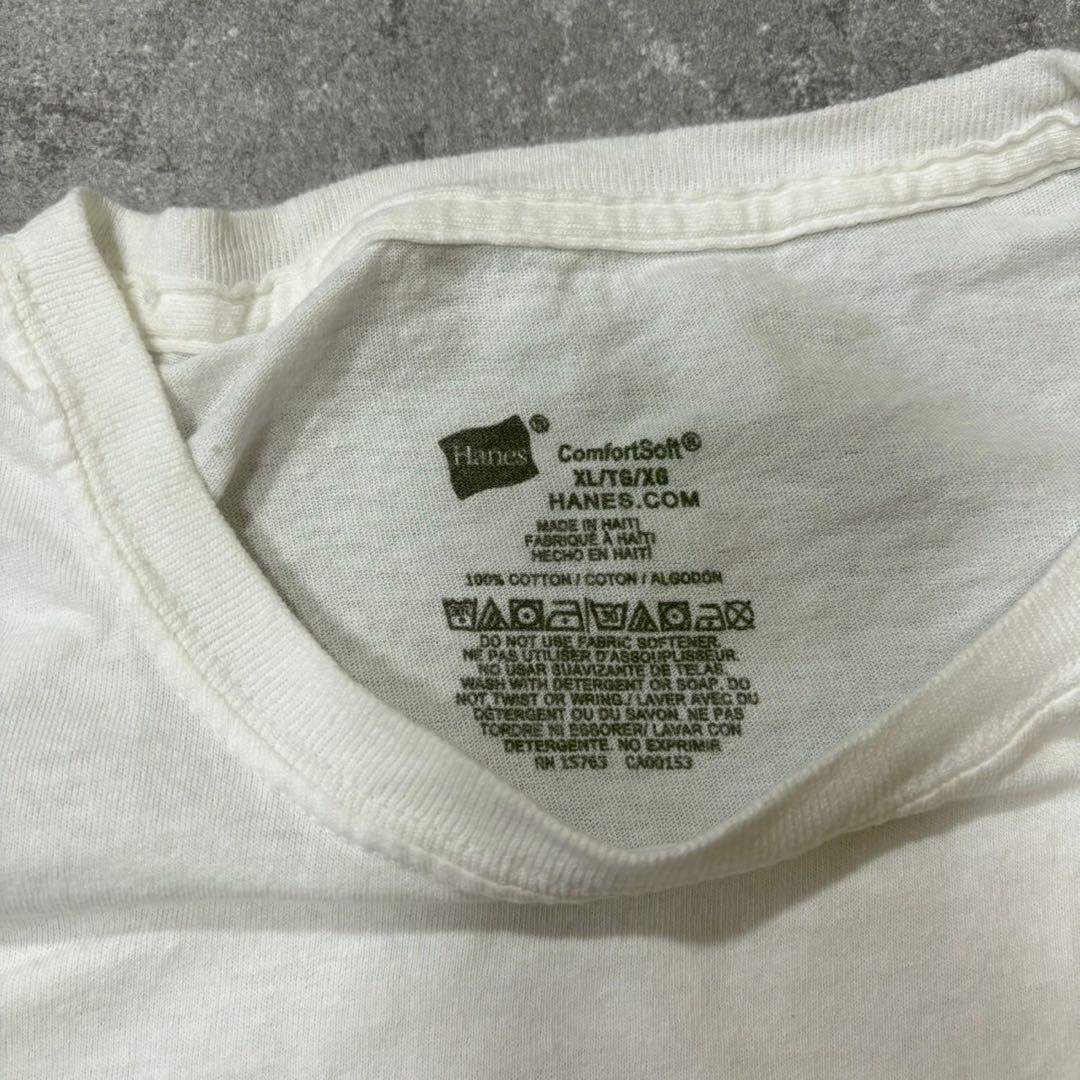 Hanes®
ComfortSoft®
XL/TG/XG
HANES.COM
MADE IN HAITI
FABRIQUÉ À HAÏTI
HECHO EN HAITÍ
100% COTTON / COTON / ALGODÓN
DO NOT USE FABRIC SOFTENER.
NE PAS UTILISER D'ASSOUPLISSEUR.
NO USAR SUAVIZANTE DE TELAS.
WASH WITH DETERGENT OR SOAP. DO
NOT TWIST OR WRING./ LAVER AVEC DU
DÉTERGENT OU DU SAVON. NE PAS
TORDRE NI ESSORER/ LAVAR CON
DETERGENTE. NO EXPRIMIR
RN 15763 CA00153